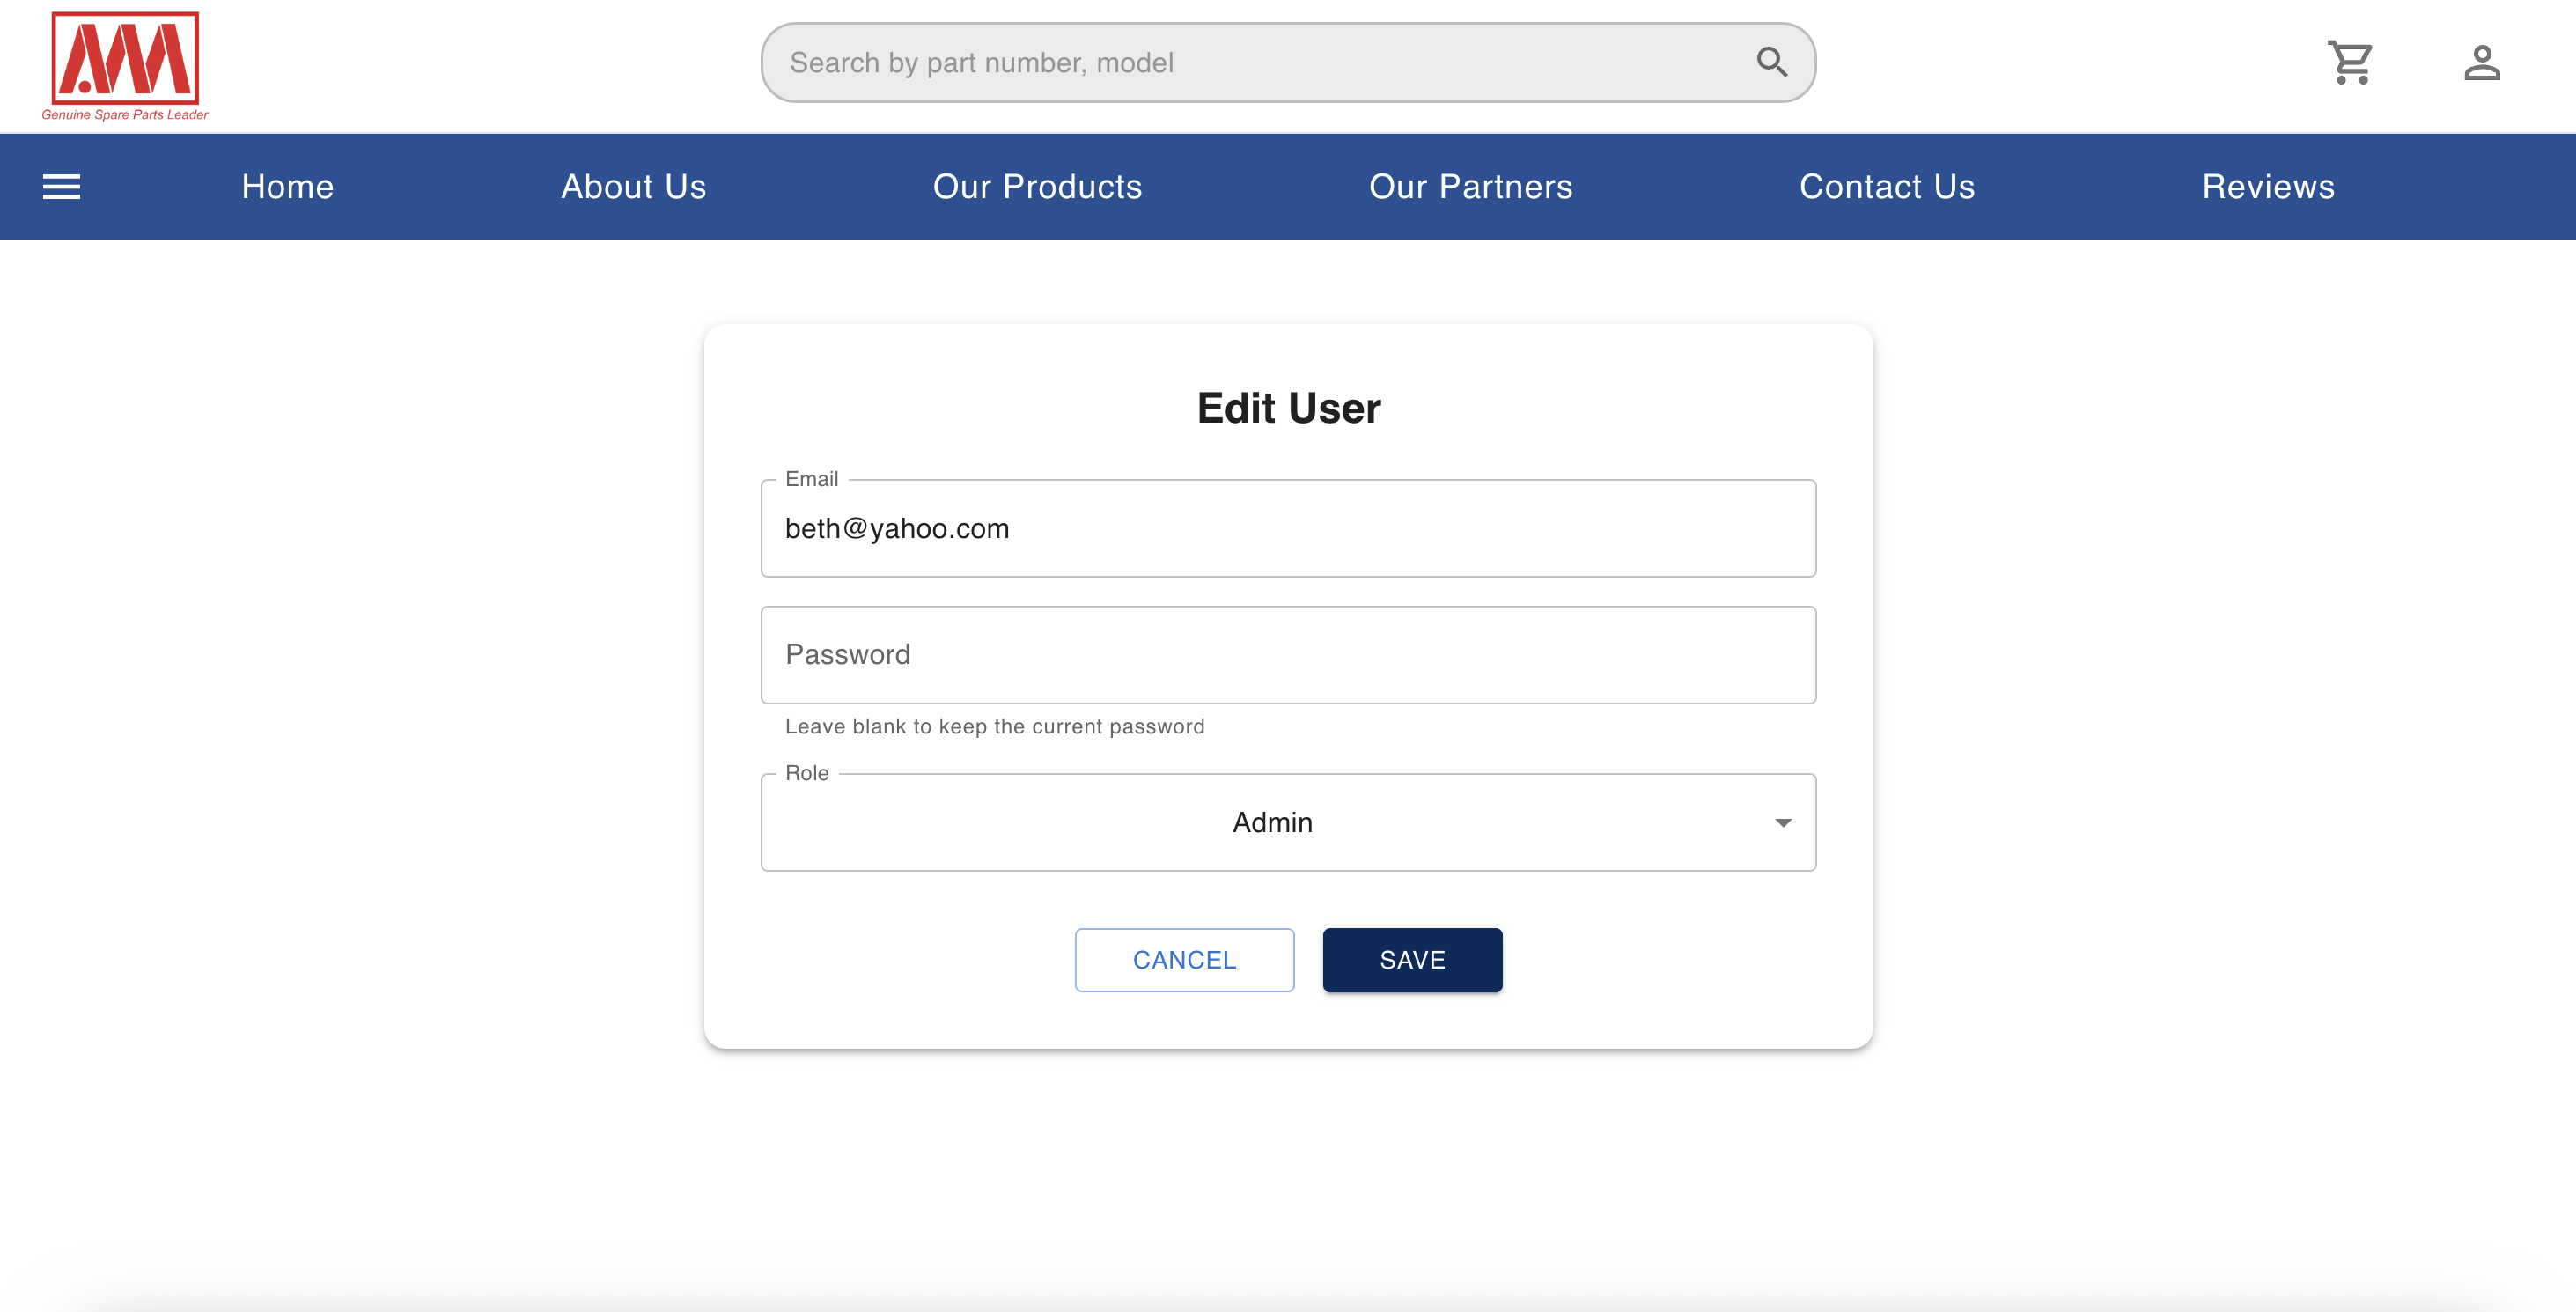 AM
Genuine Spare Parts Leader
Search by part number, model
Home About Us Our Products Our Partners Contact Us Reviews
Edit User
Email
beth@yahoo.com
Password
Leave blank to keep the current password
Role
Admin
CANCEL SAVE